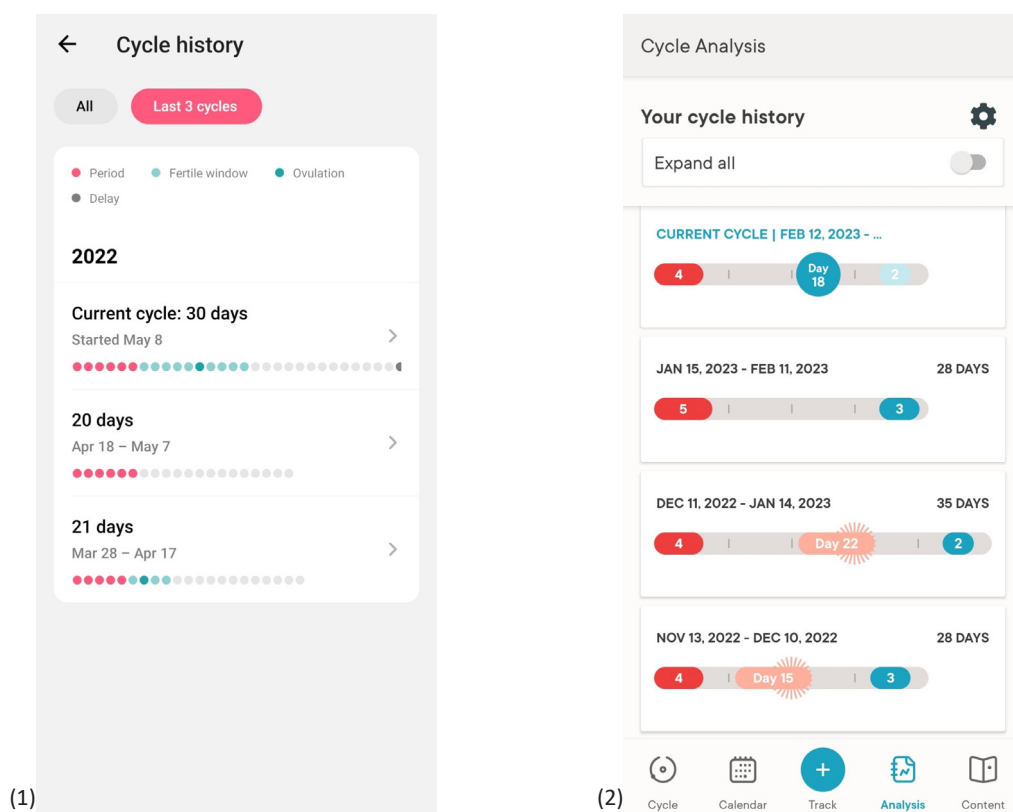 Cycle history
All
Last 3 cycles
Period
Fertile window
Ovulation
Delay
2022
Current cycle: 30 days
Started May 8
20 days
Apr 18 – May 7
21 days
Mar 28 – Apr 17
(1)
Cycle Analysis
Your cycle history
Expand all
CURRENT CYCLE | FEB 12, 2023 - ...
4
Day
18
2
JAN 15, 2023 - FEB 11, 2023 28 DAYS
5 3
DEC 11, 2022 - JAN 14, 2023 35 DAYS
4 Day 22 2
NOV 13, 2022 - DEC 10, 2022 28 DAYS
4 Day 15 3
Cycle Calendar Track Analysis Content
(2)